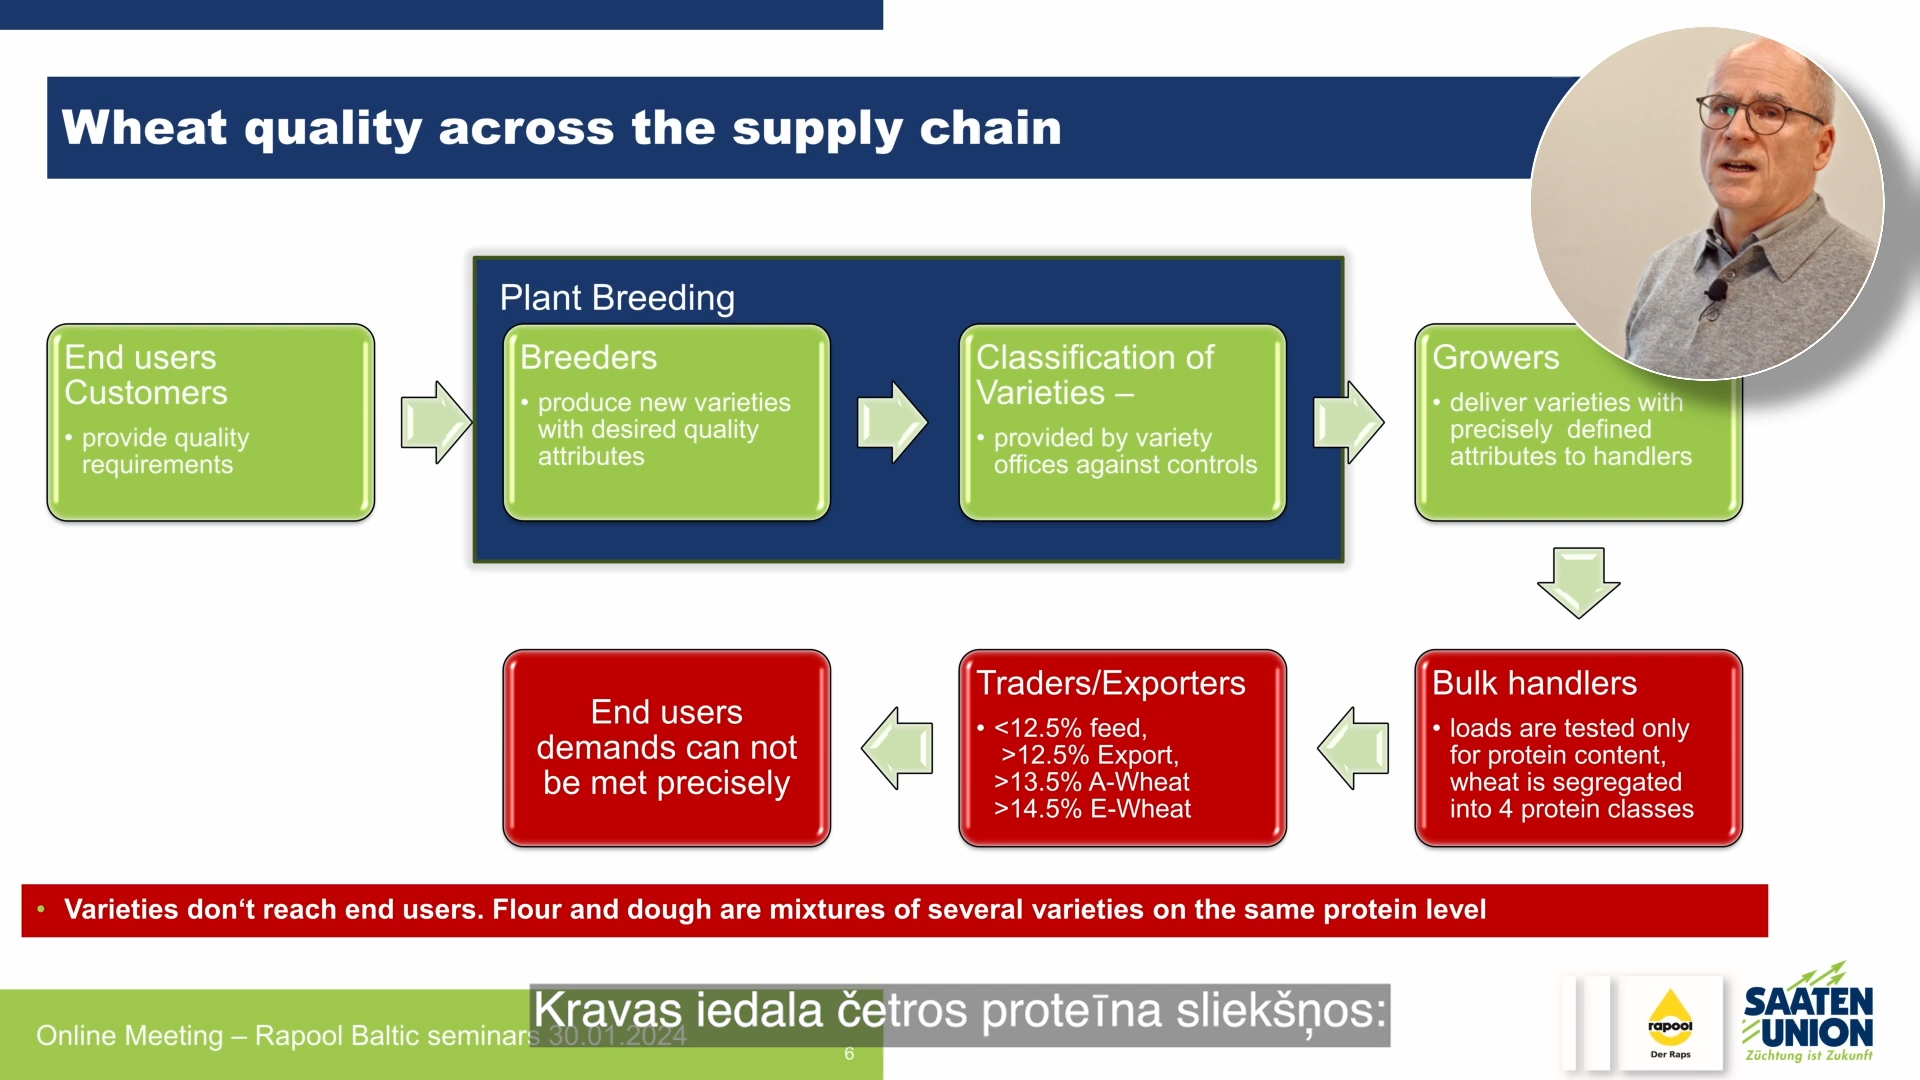 Wheat quality across the supply chain
Plant Breeding
End users
Customers
• provide quality
requirements
Breeders
• produce new varieties
with desired quality
attributes
Classification of
Varieties –
• provided by variety
offices against controls
Growers
• deliver varieties with
precisely defined
attributes to handlers
End users
demands can not
be met precisely
Traders/Exporters
• <12.5% feed,
>12.5% Export,
>13.5% A-Wheat
>14.5% E-Wheat
Bulk handlers
• loads are tested only
for protein content,
wheat is segregated
into 4 protein classes
• Varieties don‘t reach end users. Flour and dough are mixtures of several varieties on the same protein level
Kravas iedala četros proteīna sliekšņos:
Online Meeting – Rapool Baltic seminars 30.01.2024
6
rapool
Der Raps
SAATEN
UNION
Züchtung ist Zukunft